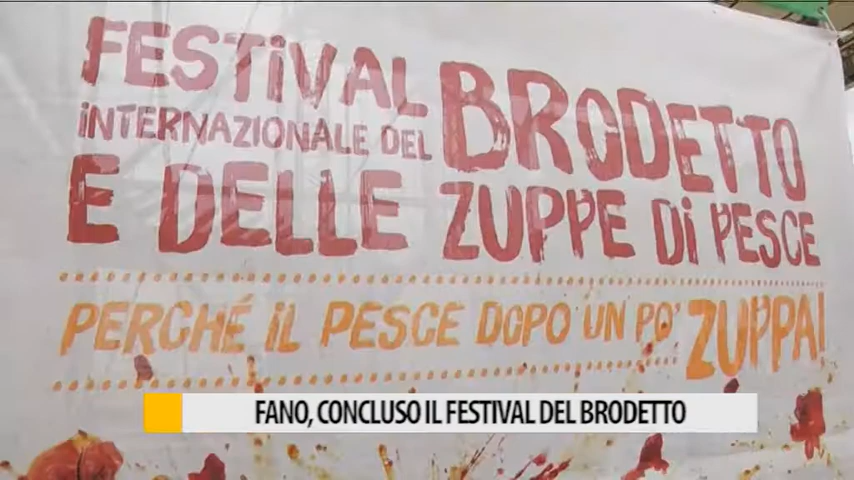 FESTIVAL
INTERNAZIONALE DEL BRODETTO
E DELLE ZUPPE DI PESCE
PERCHÉ IL PESCE DOPO UN PO' ZUPPA!
FANO, CONCLUSO IL FESTIVAL DEL BRODETTO